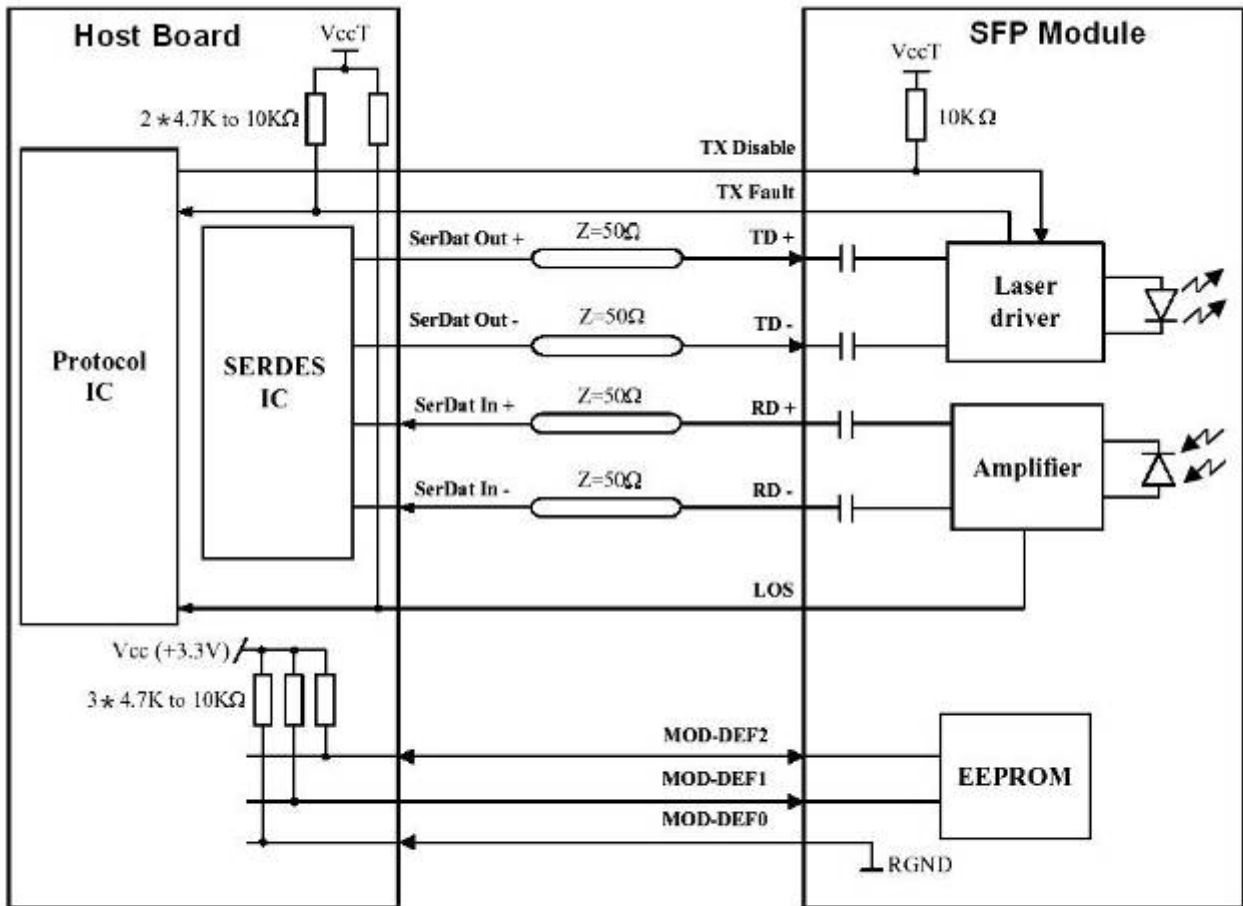 Host Board
VccT
2*4.7K to 10KΩ
SFP Module
VccT
10KΩ
TX Disable
TX Fault
SerDat Out +
Z=50Ω
TD +
SerDat Out -
Z=50Ω
TD -
SerDat In +
Z=50Ω
RD +
SerDat In -
Z=50Ω
RD -
Protocol
IC
SERDES
IC
Laser
driver
Amplifier
LOS
Vcc (+3.3V)
3*4.7K to 10KΩ
MOD-DEF2
MOD-DEF1
MOD-DEF0
EEPROM
RGND